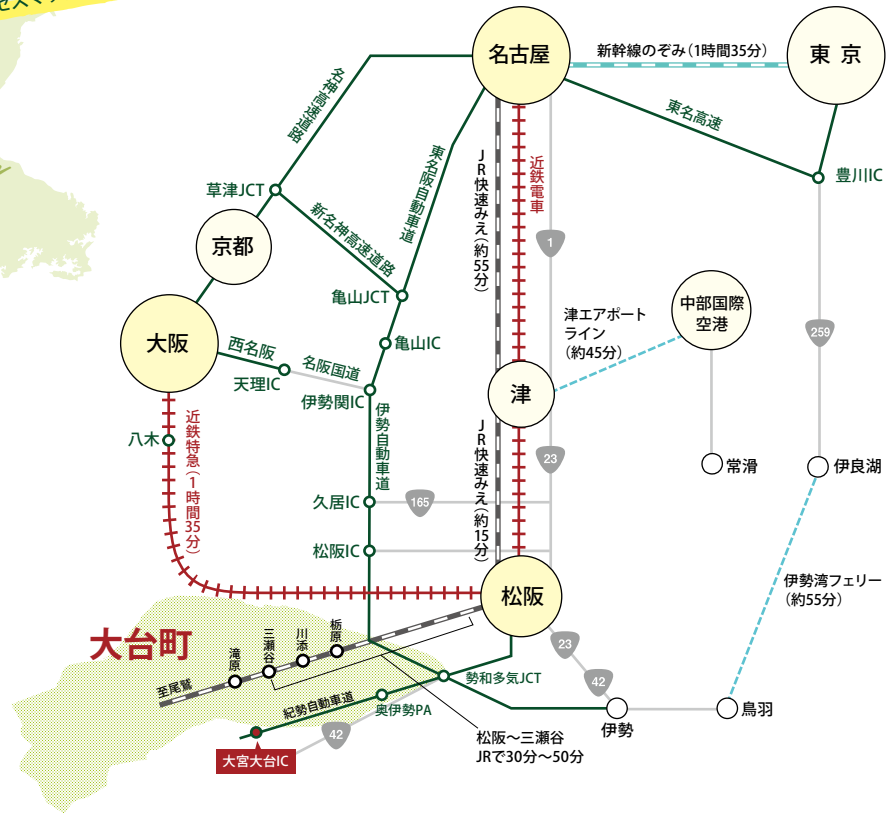 セスマ
名古屋
新幹線のぞみ(1時間35分)
東 京
名神高速道路
東名阪自動車道
JR快速みえ(約55分)
近鉄電車
東名高速
豊川IC
草津JCT
新名神高速道路
京都
1
亀山JCT
中部国際
空港
津エアポート
ライン
(約45分)
259
大阪
西名阪
天理IC
名阪国道
亀山IC
伊勢関IC
津
八木
近鉄特急(1時間35分)
伊勢自動車道
JR快速みえ(約15分)
23
常滑
伊良湖
久居IC
165
松阪IC
松阪
伊勢湾フェリー
(約55分)
大台町
滝原
三瀬谷
川添
栃原
至尾鷲
23
42
勢和多気JCT
紀勢自動車道
奥伊勢PA
伊勢
鳥羽
42
大宮大台IC
松阪〜三瀬谷
JRで30分〜50分